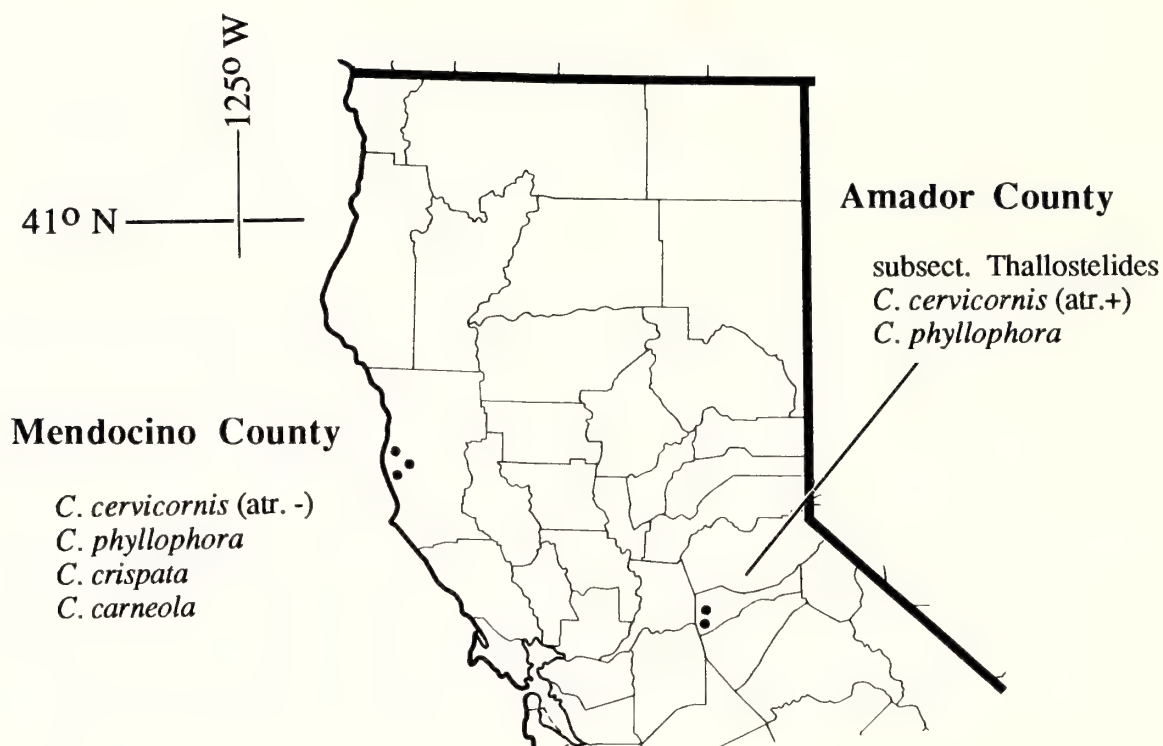 125° W
41° N
Amador County
subsect. Thallostelides
C. cervicornis (atr.+)
C. phyllophora
Mendocino County
C. cervicornis (atr. -)
C. phyllophora
C. crispata
C. carneola